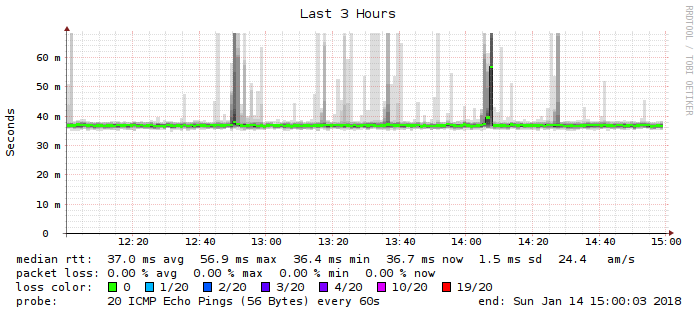 Last 3 Hours
RRDTOOL / TOBI OETIKER
Seconds
60 m
50 m
40 m
30 m
20 m
10 m
0
12:20 12:40 13:00 13:20 13:40 14:00 14:20 14:40 15:00
median rtt: 37.0 ms avg 56.9 ms max 36.4 ms min 36.7 ms now 1.5 ms sd 24.4 am/s
packet loss: 0.00 % avg 0.00 % max 0.00 % min 0.00 % now
loss color: 0 1/20 2/20 3/20 4/20 10/20 19/20
probe: 20 ICMP Echo Pings (56 Bytes) every 60s end: Sun Jan 14 15:00:03 2018